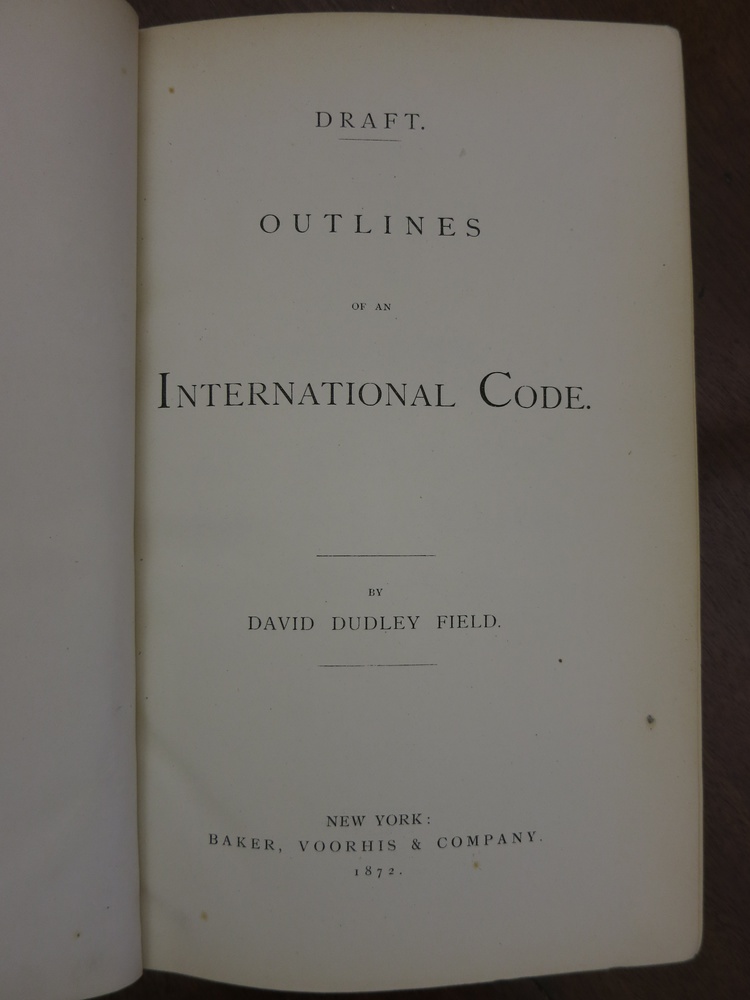 DRAFT.
OUTLINES
OF AN
INTERNATIONAL CODE.
BY
DAVID DUDLEY FIELD.
NEW YORK:
BAKER, VOORHIS & COMPANY.
1872.